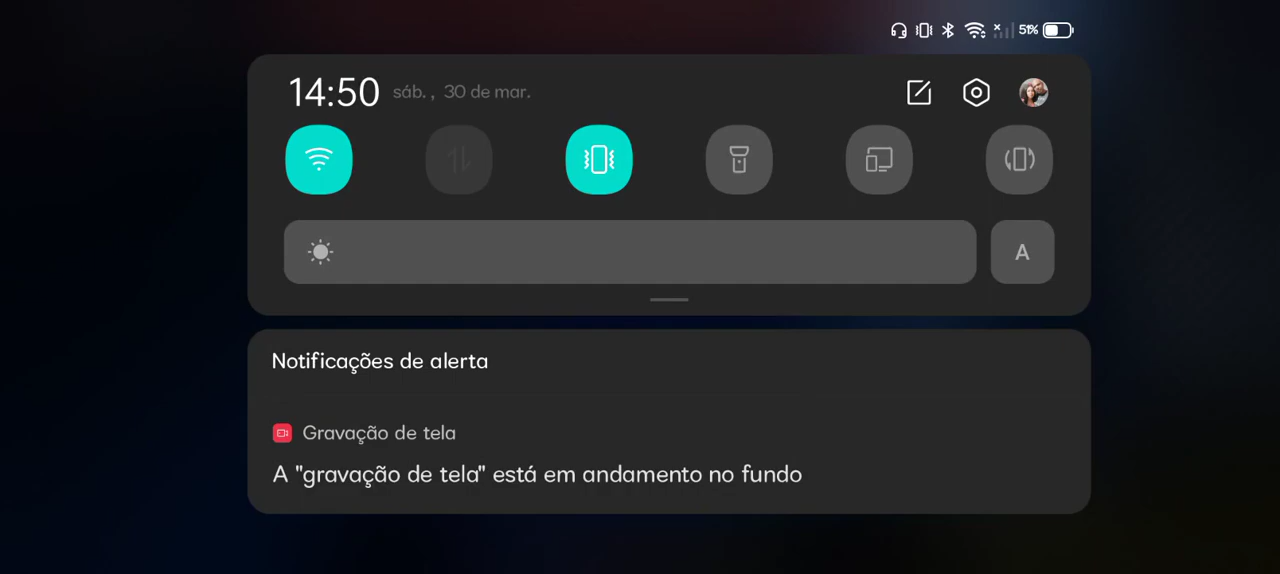 51%
14:50 sáb. , 30 de mar.
A
Notificações de alerta
Gravação de tela
A "gravação de tela" está em andamento no fundo